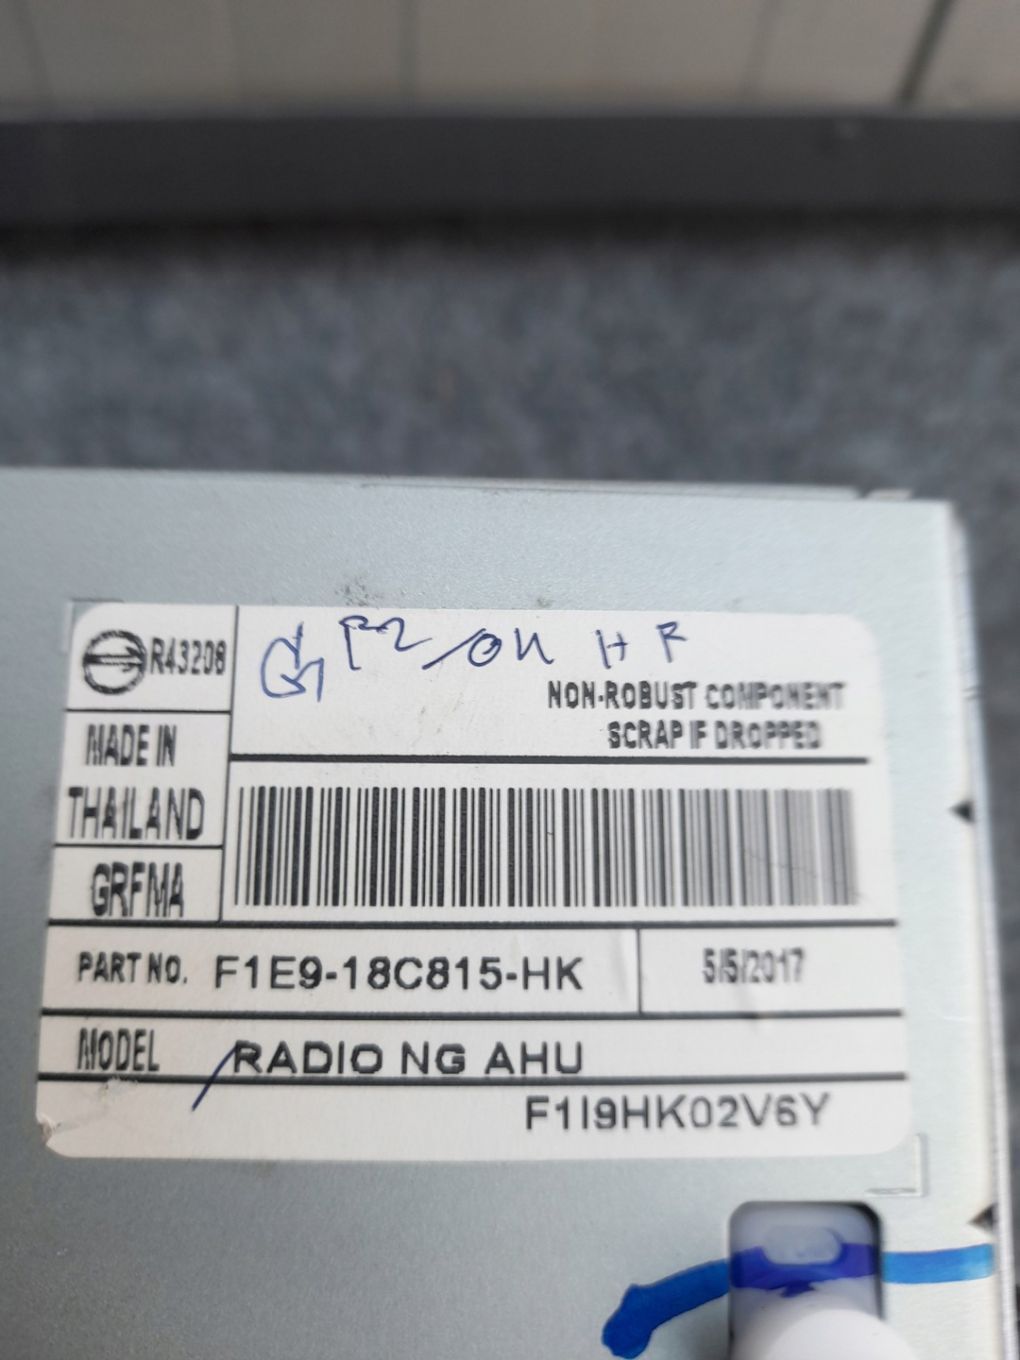 R43208
NON-ROBUST COMPONENT
SCRAP IF DROPPED
MADE IN
THAILAND
GRFMA
PART NO. F1E9-18C815-HK
5/5/2017
MODEL RADIO NG AHU
F1I9HK02V6Y